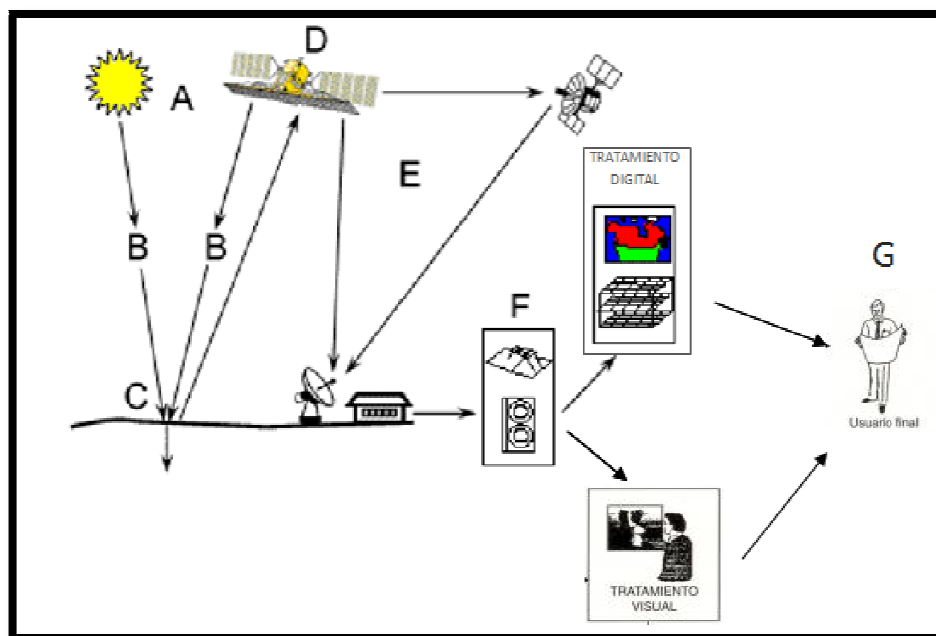 D
A
E
TRATAMIENTO
DIGITAL
B
B
G
F
C
Usuario final
TRATAMIENTO
VISUAL